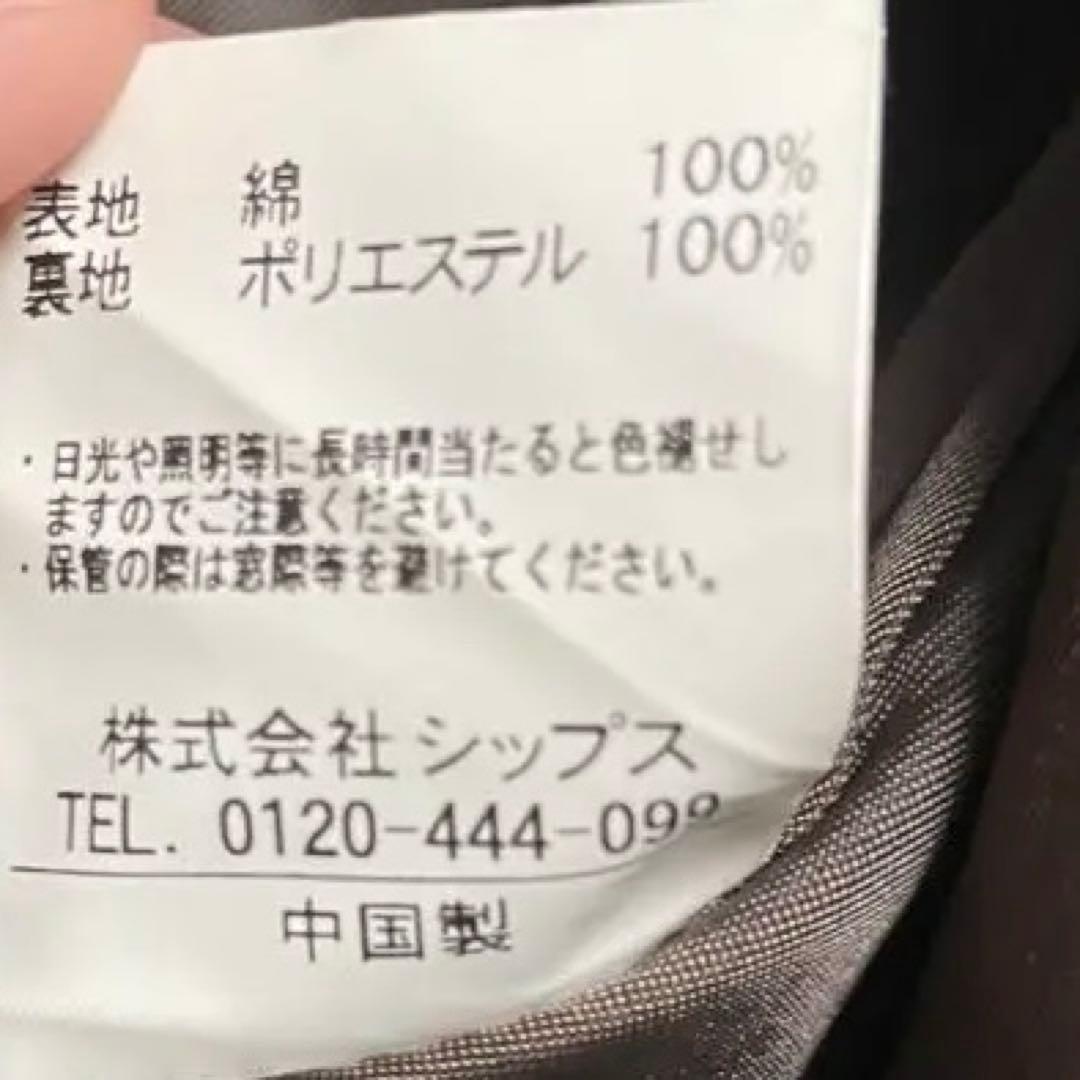 表地 綿 100%
裏地 ポリエステル 100%
・日光や照明等に長時間当たると色褪せし
ますのでご注意ください。
・保管の際は窓際等を避けてください。
株式会社 シップス
TEL. 0120-444-09
中国製